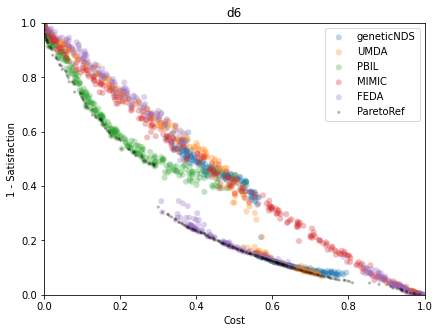 d6
1.0
0.8
0.6
0.4
0.2
0.0
1 - Satisfaction
0.0 0.2 0.4 0.6 0.8 1.0
Cost
geneticNDS
UMDA
PBIL
MIMIC
FEDA
ParetoRef